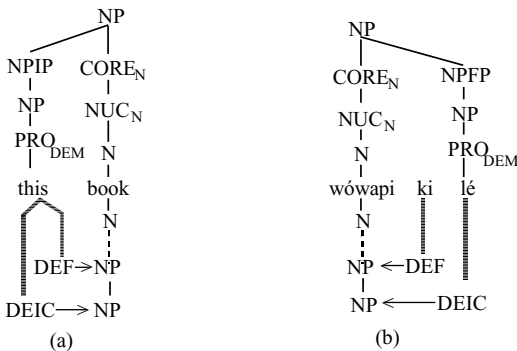 NP
NPIP CORE_N
NP NUC_N
PRO_DEM N
this book
N
DEF NP
DEIC NP
(a)
NP
CORE_N NPFP
NUC_N NP
N PRO_DEM
wówapi ki lé
N
NP DEF
NP DEIC
(b)